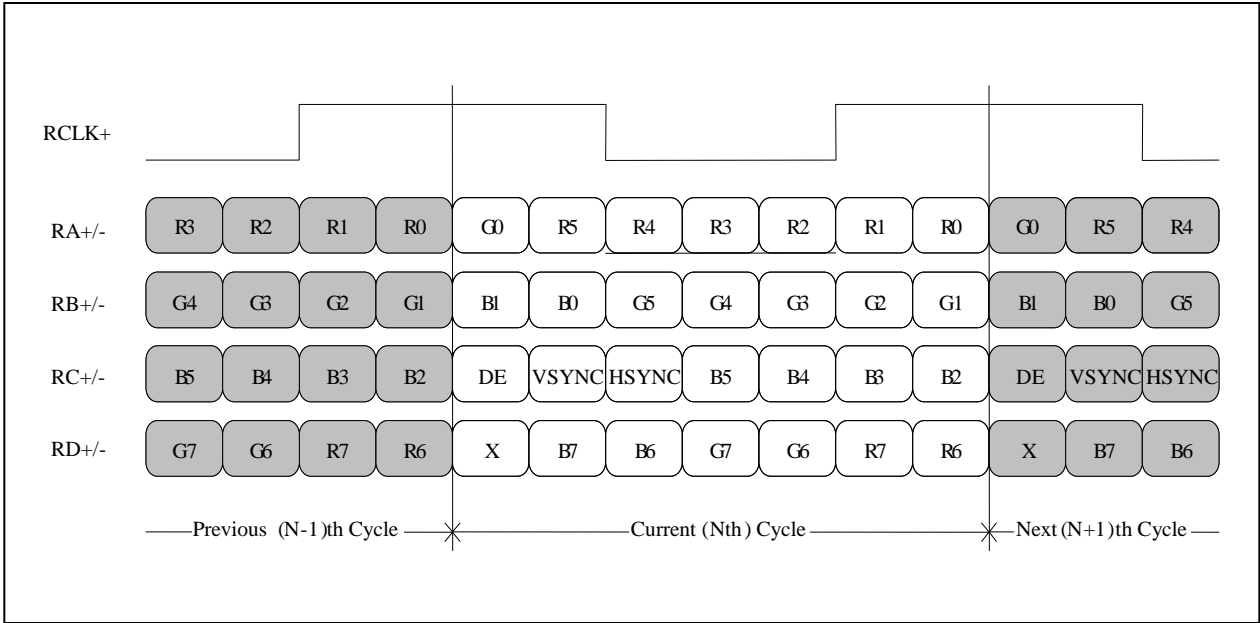 RCLK+
RA+/- R3 R2 R1 R0 G0 R5 R4 R3 R2 R1 R0 G0 R5 R4
RB+/- G4 G3 G2 G1 B1 B0 G5 G4 G3 G2 G1 B1 B0 G5
RC+/- B5 B4 B3 B2 DE VSYNC HSYNC B5 B4 B3 B2 DE VSYNC HSYNC
RD+/- G7 G6 R7 R6 X B7 B6 G7 G6 R7 R6 X B7 B6
Previous (N-1)th Cycle Current (Nth) Cycle Next (N+1)th Cycle